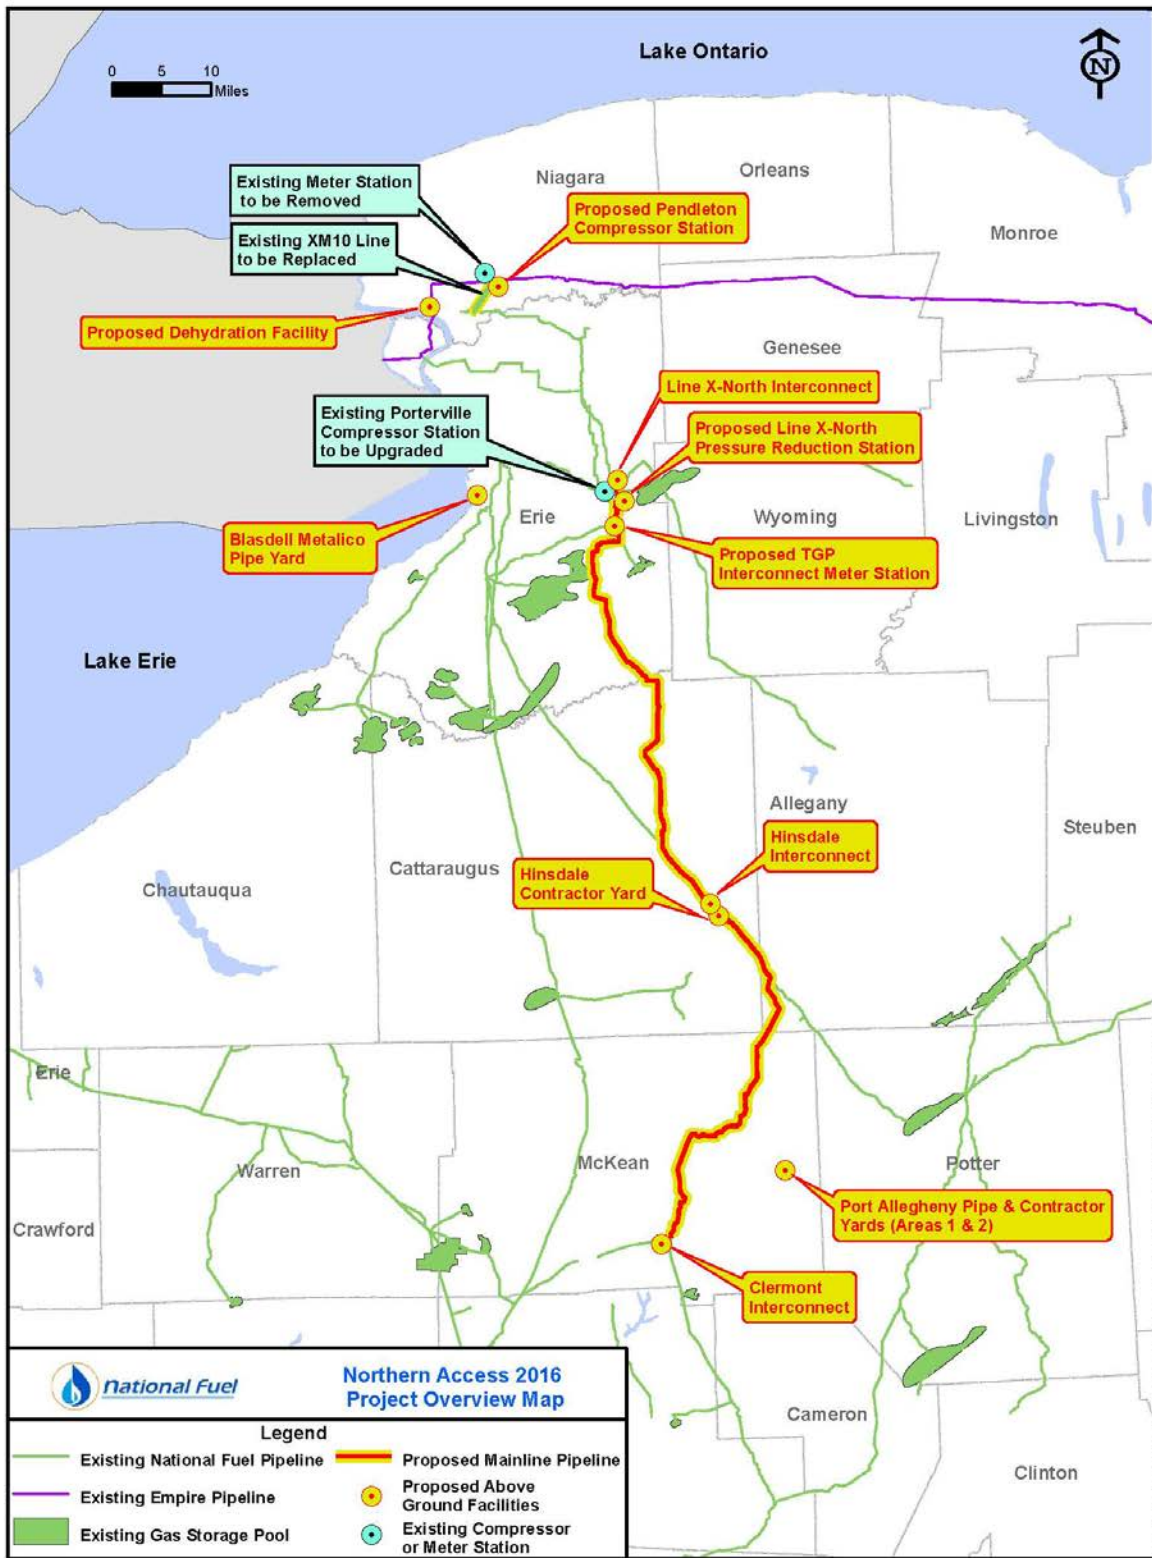 Lake Ontario
N
0 5 10
Miles
Orleans
Niagara
Existing Meter Station
to be Removed
Proposed Pendleton
Compressor Station
Monroe
Existing XM10 Line
to be Replaced
Proposed Dehydration Facility
Genesee
Line X-North Interconnect
Existing Porterville
Compressor Station
to be Upgraded
Proposed Line X-North
Pressure Reduction Station
Erie
Wyoming
Livingston
Blasdell Metalico
Pipe Yard
Proposed TGP
Interconnect Meter Station
Lake Erie
Allegany
Steuben
Hinsdale
Interconnect
Cattaraugus
Hinsdale
Contractor Yard
Chautauqua
Erie
Warren
McKean
Potter
Crawford
Port Allegheny Pipe & Contractor
Yards (Areas 1 & 2)
Clermont
Interconnect
National Fuel
Northern Access 2016
Project Overview Map
Cameron
Clinton
Legend
Existing National Fuel Pipeline
Proposed Mainline Pipeline
Existing Empire Pipeline
Proposed Above
Ground Facilities
Existing Gas Storage Pool
Existing Compressor
or Meter Station